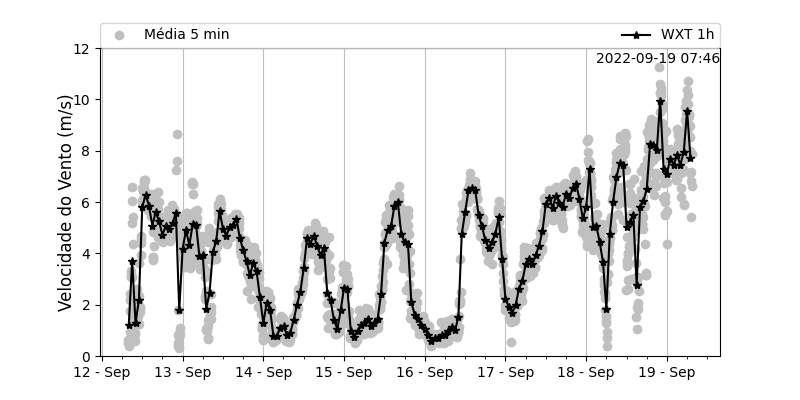 Média 5 min
WXT 1h
2022-09-19 07:46
Velocidade do Vento (m/s)
12
10
8
6
4
2
0
12 - Sep
13 - Sep
14 - Sep
15 - Sep
16 - Sep
17 - Sep
18 - Sep
19 - Sep